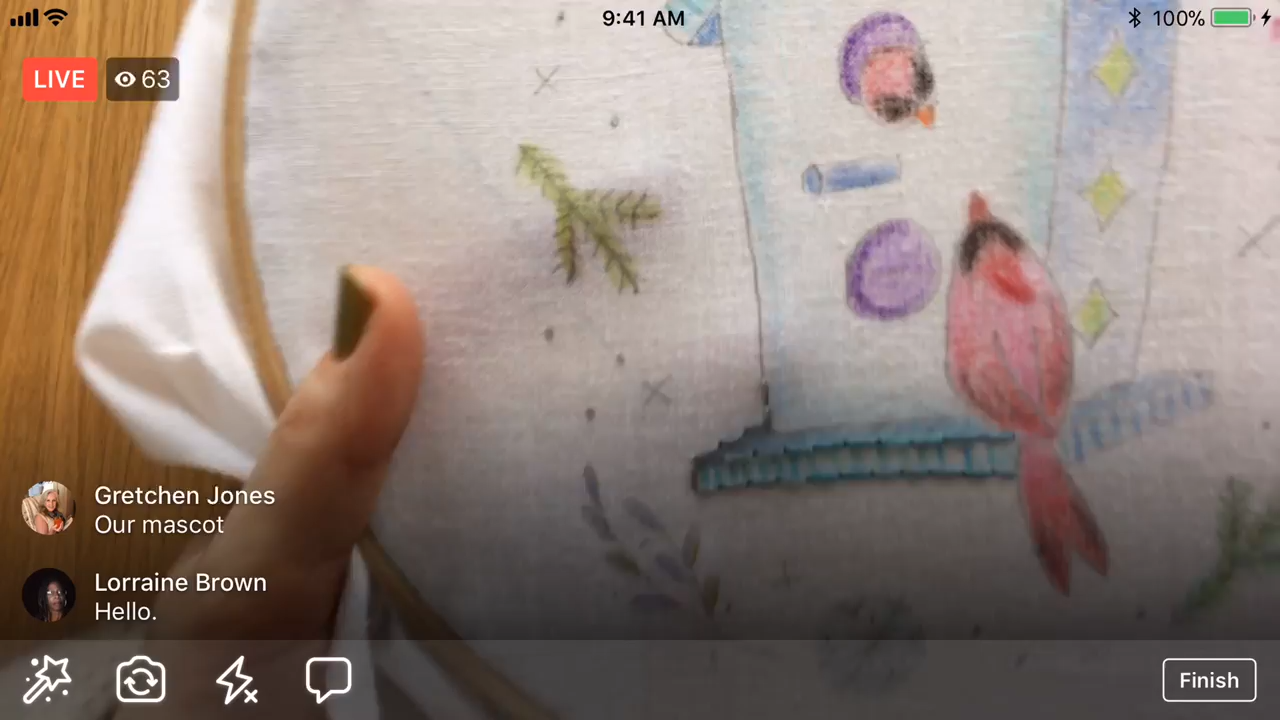 9:41 AM
100%
LIVE
63
Gretchen Jones
Our mascot
Lorraine Brown
Hello.
Finish